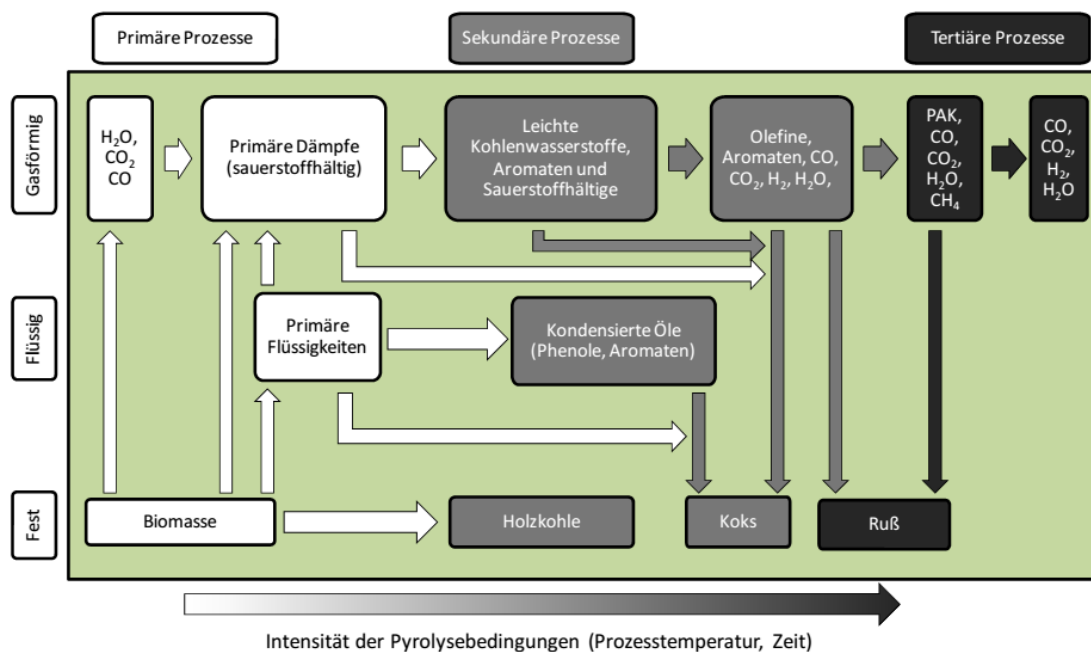 Primäre Prozesse
Sekundäre Prozesse
Tertiäre Prozesse
Gasförmig
H₂O,
CO₂
CO
Primäre Dämpfe
(sauerstoffhältig)
Leichte
Kohlenwasserstoffe,
Aromaten und
Sauerstoffhältige
Olefine,
Aromaten, CO,
CO₂, H₂, H₂O,
PAK,
CO,
CO₂,
H₂O,
CH₄
CO,
CO₂,
H₂,
H₂O
Flüssig
Primäre
Flüssigkeiten
Kondensierte Öle
(Phenole, Aromaten)
Fest
Biomasse
Holzkohle
Koks
Ruß
Intensität der Pyrolysebedingungen (Prozesstemperatur, Zeit)